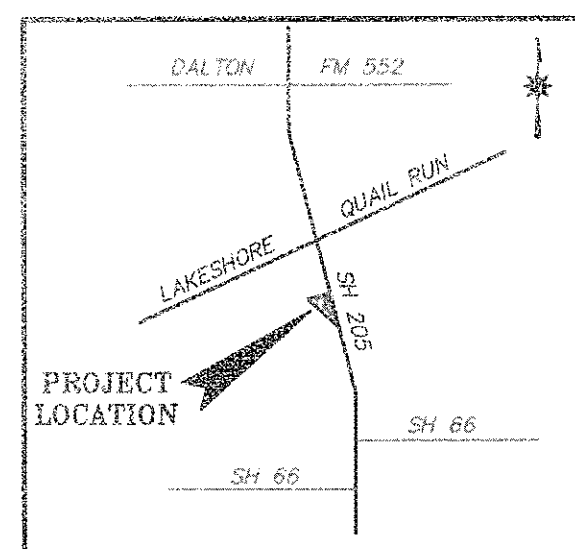 DALTON FM 552
QUAIL RUN
LAKESHORE
SH 205
PROJECT
LOCATION
SH 66
SH 66